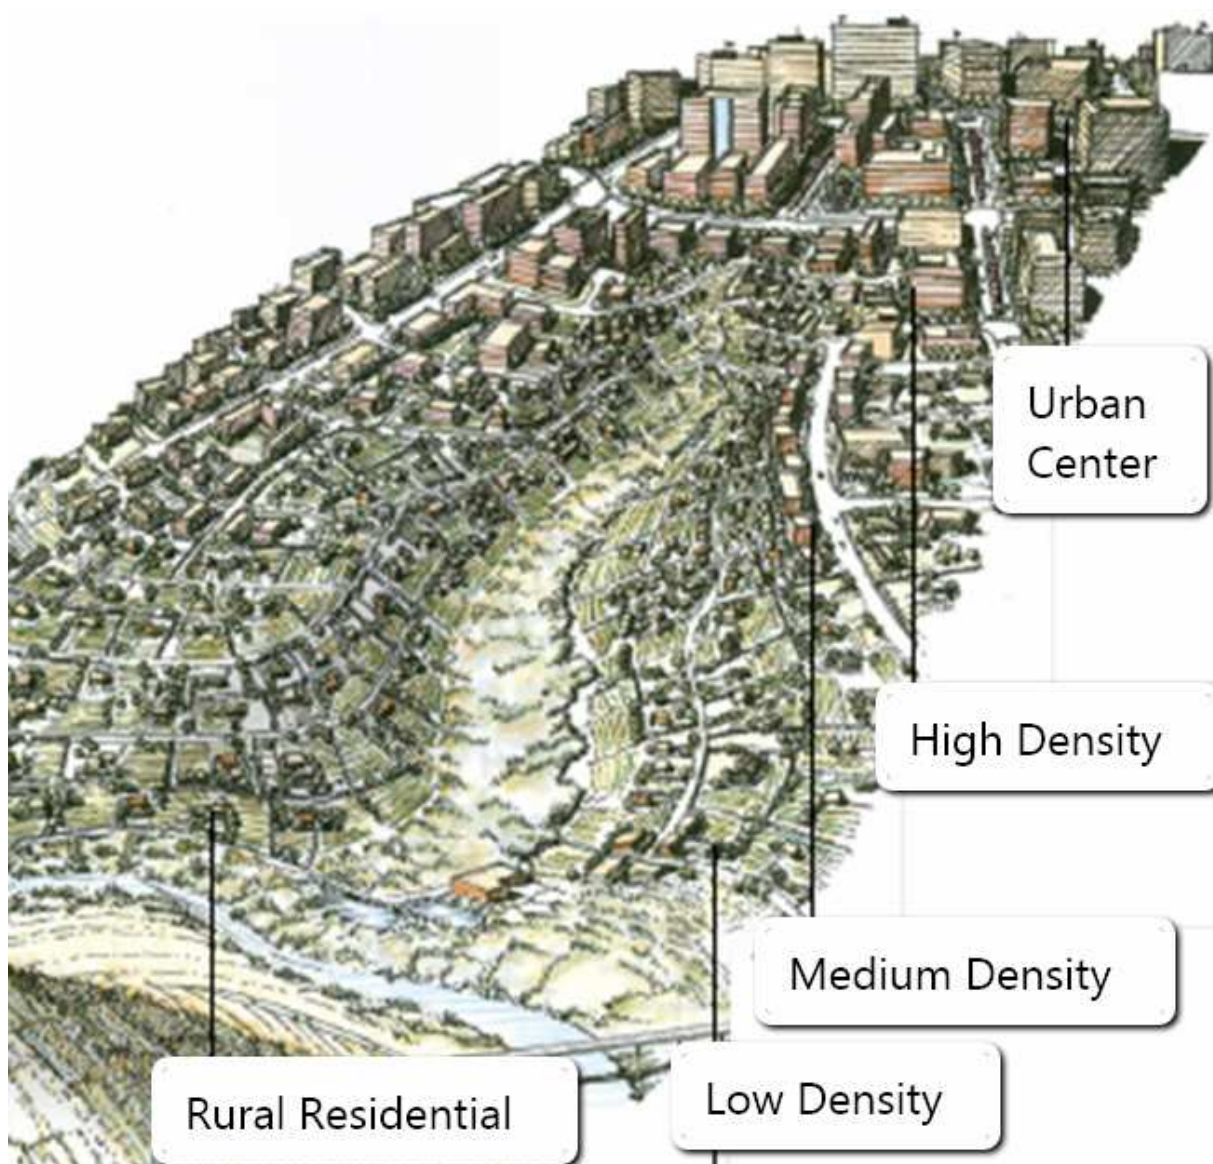 Urban
Center
High Density
Medium Density
Low Density
Rural Residential